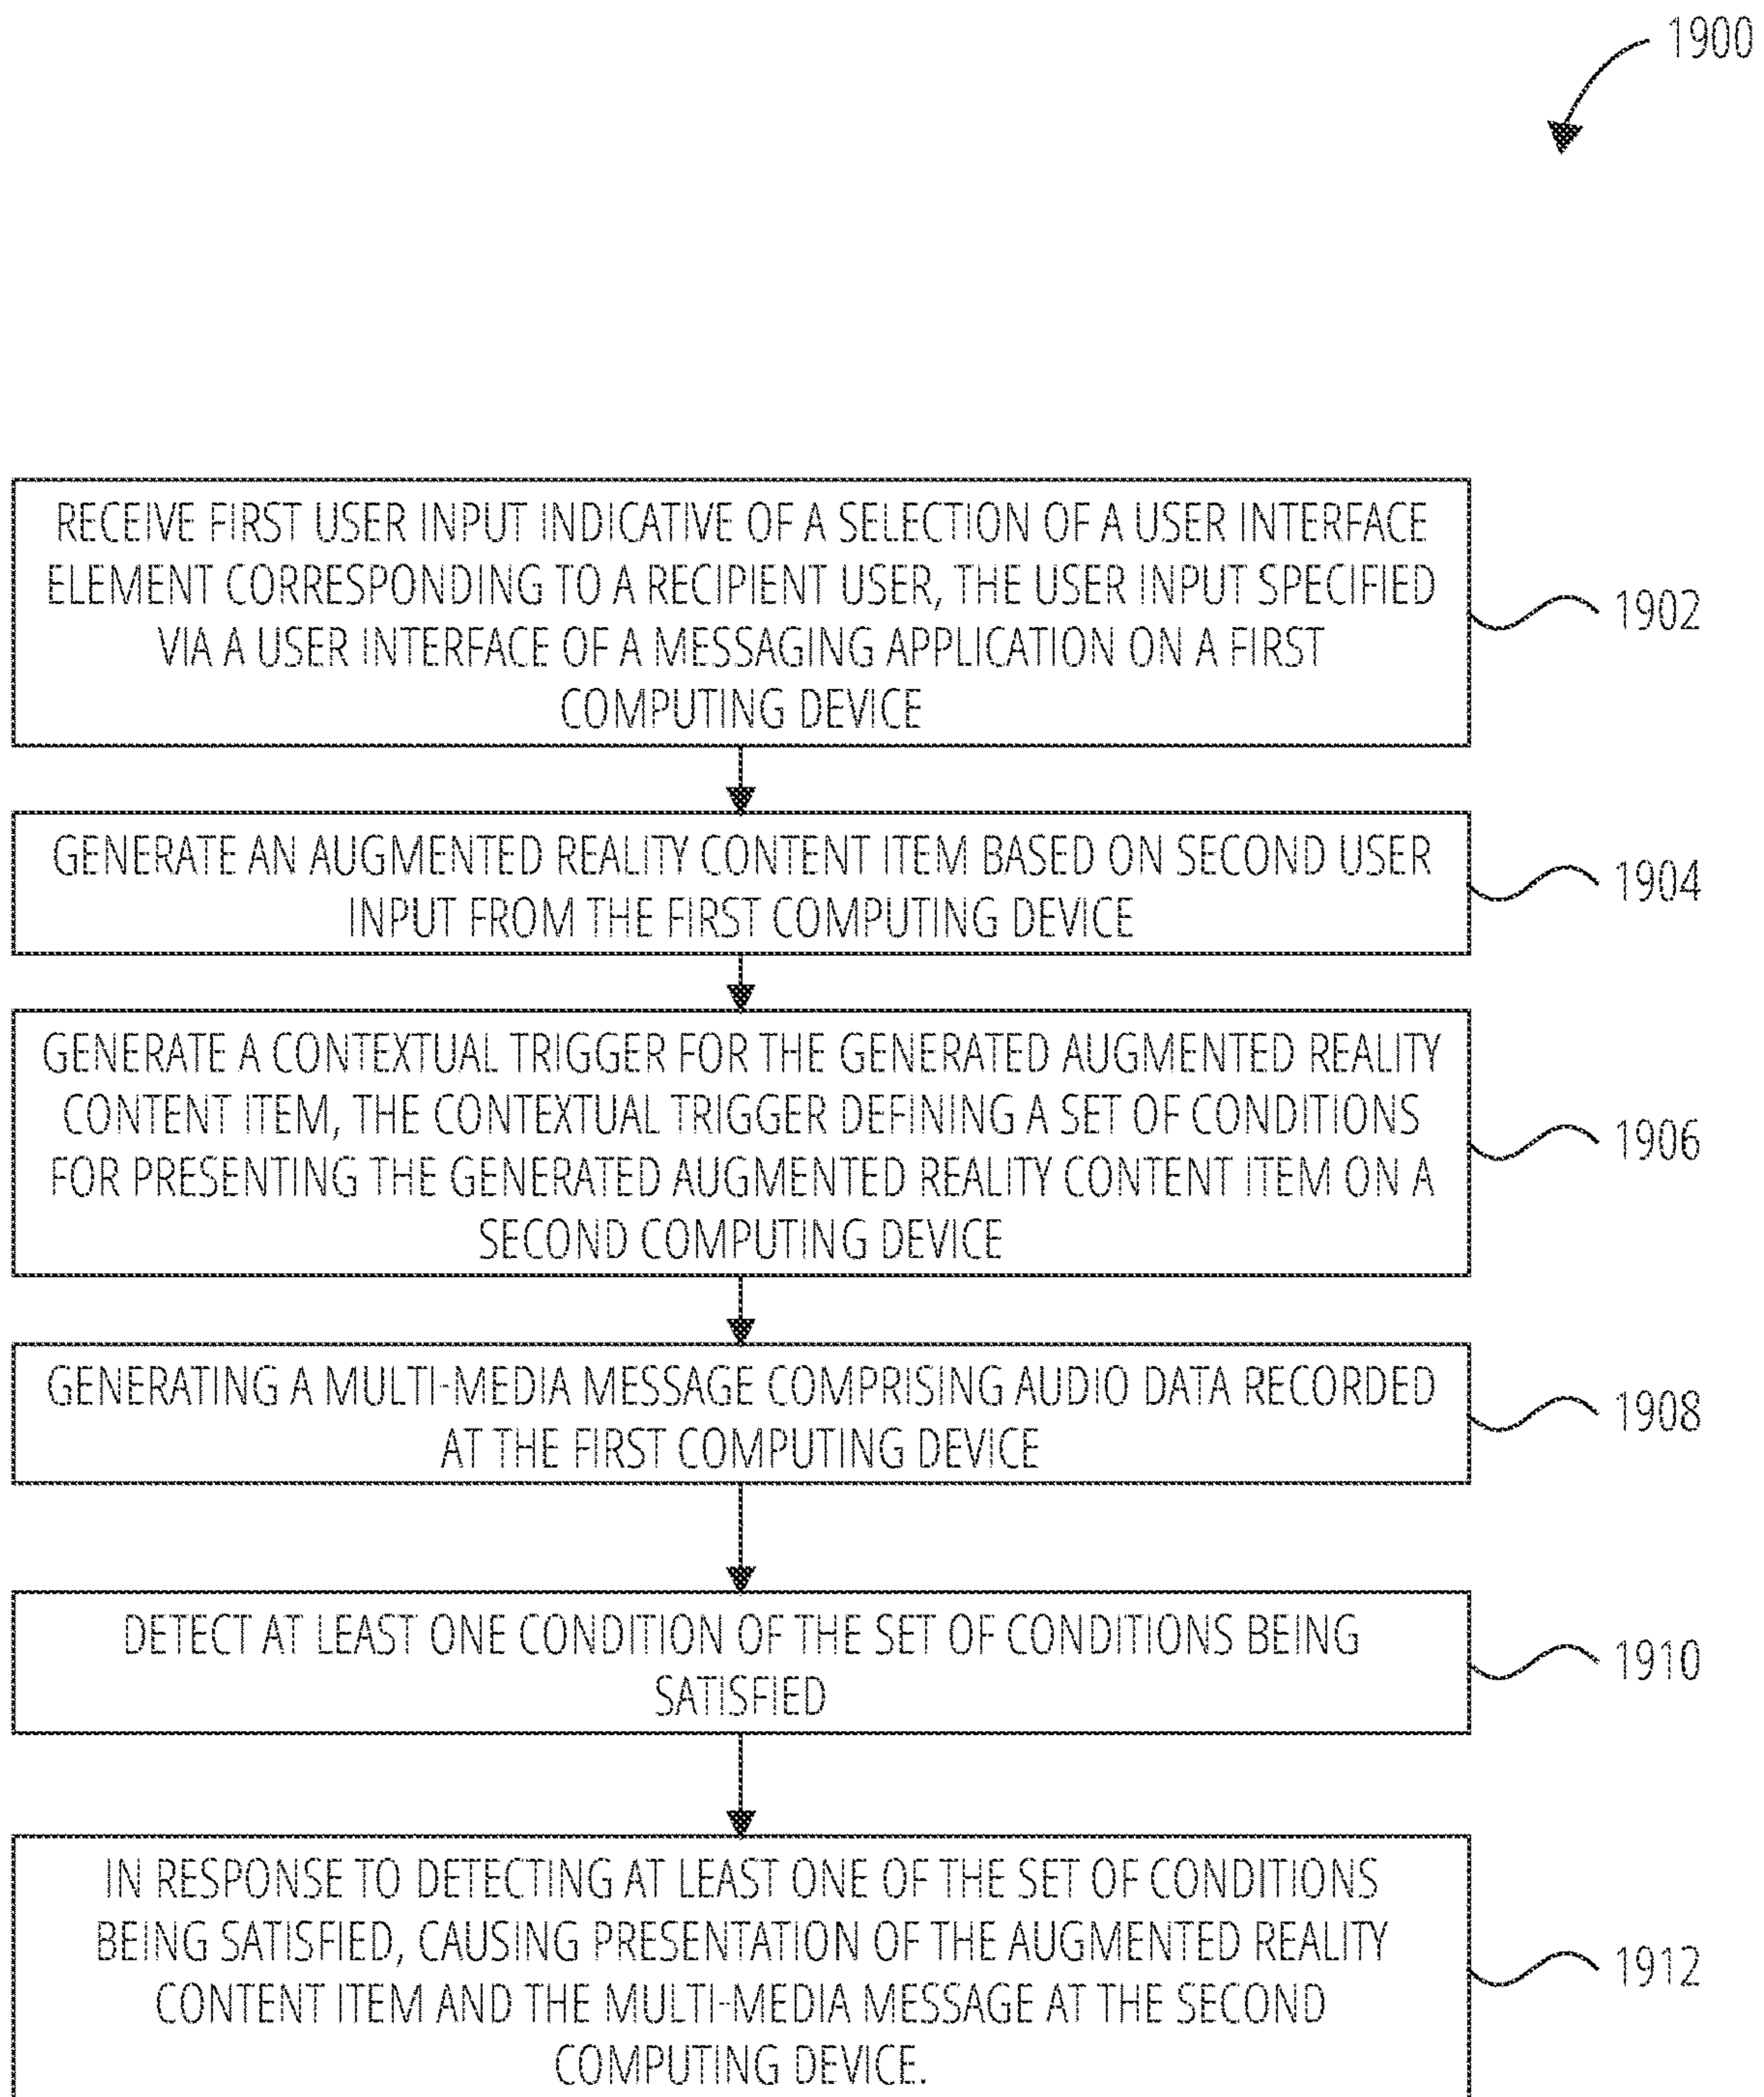 1900
RECEIVE FIRST USER INPUT INDICATIVE OF A SELECTION OF A USER INTERFACE
ELEMENT CORRESPONDING TO A RECIPIENT USER, THE USER INPUT SPECIFIED
VIA A USER INTERFACE OF A MESSAGING APPLICATION ON A FIRST
COMPUTING DEVICE
1902
GENERATE AN AUGMENTED REALITY CONTENT ITEM BASED ON SECOND USER
INPUT FROM THE FIRST COMPUTING DEVICE
1904
GENERATE A CONTEXTUAL TRIGGER FOR THE GENERATED AUGMENTED REALITY
CONTENT ITEM, THE CONTEXTUAL TRIGGER DEFINING A SET OF CONDITIONS
FOR PRESENTING THE GENERATED AUGMENTED REALITY CONTENT ITEM ON A
SECOND COMPUTING DEVICE
1906
GENERATING A MULTI-MEDIA MESSAGE COMPRISING AUDIO DATA RECORDED
AT THE FIRST COMPUTING DEVICE
1908
DETECT AT LEAST ONE CONDITION OF THE SET OF CONDITIONS BEING
SATISFIED
1910
IN RESPONSE TO DETECTING AT LEAST ONE OF THE SET OF CONDITIONS
BEING SATISFIED, CAUSING PRESENTATION OF THE AUGMENTED REALITY
CONTENT ITEM AND THE MULTI-MEDIA MESSAGE AT THE SECOND
COMPUTING DEVICE.
1912